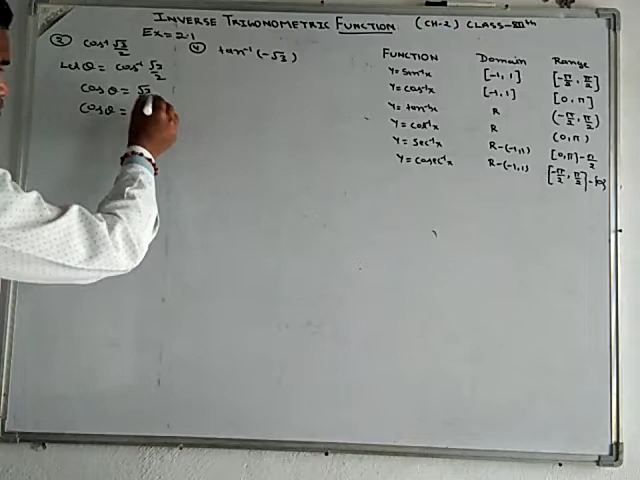 INVERSE TRIGONOMETRIC FUNCTION (CH-2) CLASS-XIIth
Ex = 2.1
② cos⁻¹ √3/2
Let θ = cos⁻¹ √3/2
cos θ = √3
cos θ =
④ tan⁻¹ (-√3)
FUNCTION Domain Range
Y = sin⁻¹x [-1, 1] [-π/2, π/2]
Y = cos⁻¹x [-1, 1] [0, π]
Y = tan⁻¹x R (-π/2, π/2)
Y = cot⁻¹x R (0, π)
Y = sec⁻¹x R-(-1,1) [0,π]-π/2
Y = cosec⁻¹x R-(-1,1) [-π/2, π/2]-{0}